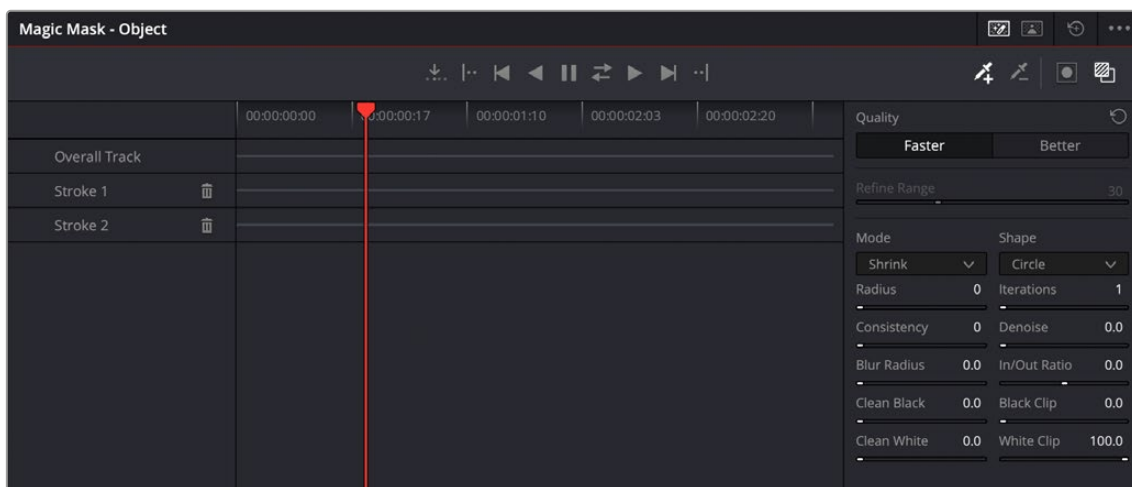 Magic Mask - Object
00:00:00:00 00:00:00:17 00:00:01:10 00:00:02:03 00:00:02:20
Quality
Faster Better
Overall Track
Stroke 1
Stroke 2
Refine Range 30
Mode Shape
Shrink Circle
Radius 0 Iterations 1
Consistency 0 Denoise 0.0
Blur Radius 0.0 In/Out Ratio 0.0
Clean Black 0.0 Black Clip 0.0
Clean White 0.0 White Clip 100.0